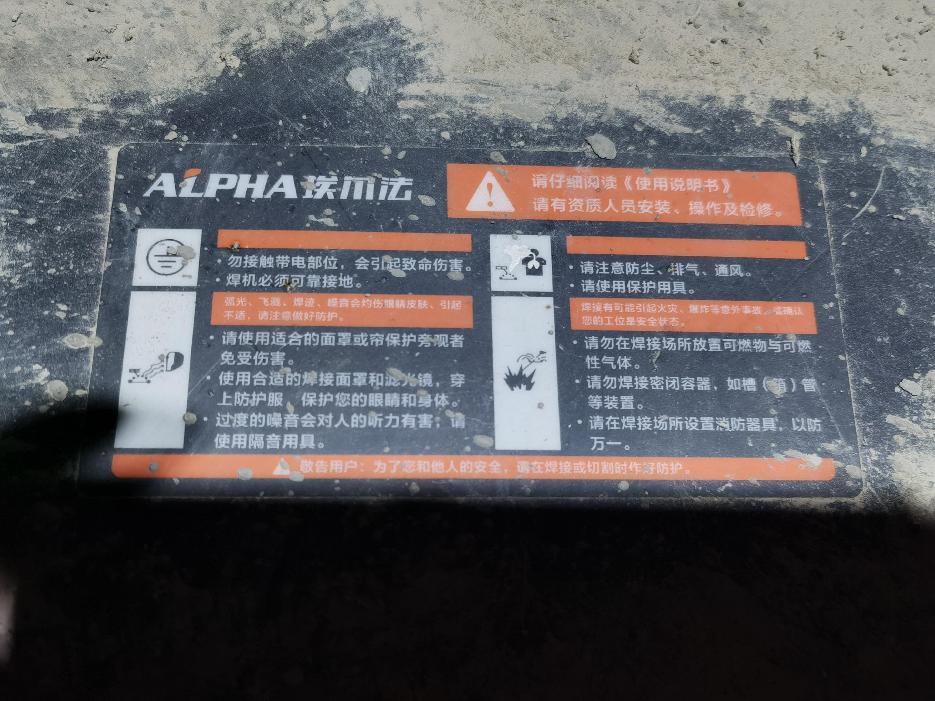 ALPHA埃尔法
请仔细阅读《使用说明书》
请有资质人员安装、操作及检修。
·勿接触带电部位,会引起致命伤害。
·焊机必须可靠接地。
弧光、飞溅、焊渣、噪音会灼伤眼睛皮肤、引起
不适,请注意做好防护。
·请使用适合的面罩或帘保护旁观者
免受伤害。
·使用合适的焊接面罩和滤光镜,穿
上防护服,保护您的眼睛和身体。
·过度的噪音会对人的听力有害,请
使用隔音用具。
·请注意防尘、排气、通风。
·请使用保护用具。
焊接有可能引起火灾、爆炸等意外事故,请确认
您的工位是安全状态。
·请勿在焊接场所放置可燃物与可燃
性气体。
·请勿焊接密闭容器,如槽(箱)管
等装置。
·请在焊接场所设置消防器具,以防
万一。
敬告用户:为了您和他人的安全,请在焊接或切割时作好防护。